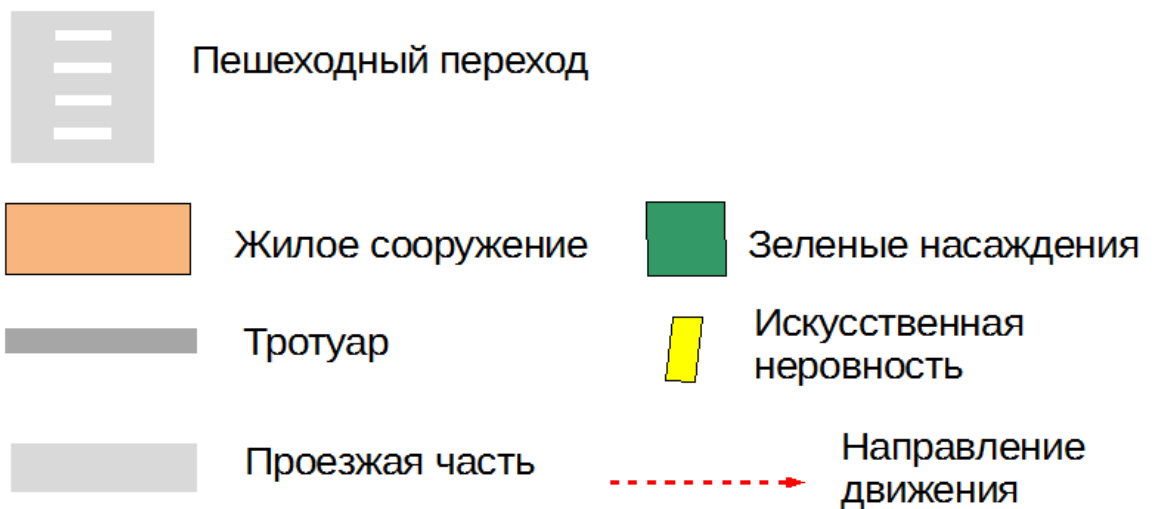 Пешеходный переход
Жилое сооружение
Зеленые насаждения
Тротуар
Искусственная
неровность
Проезжая часть
Направление
движения